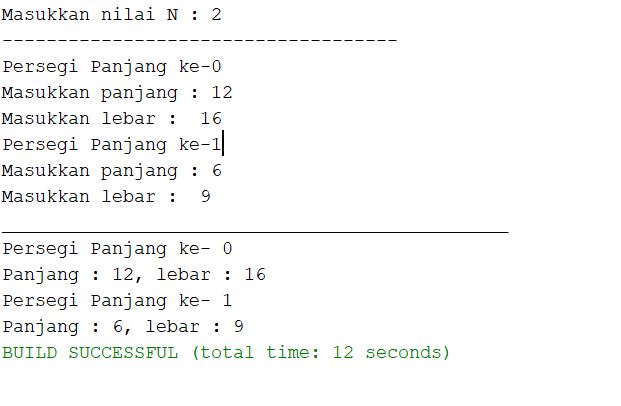 Masukkan nilai N : 2
------------------------------------
Persegi Panjang ke-0
Masukkan panjang : 12
Masukkan lebar :  16
Persegi Panjang ke-1
Masukkan panjang : 6
Masukkan lebar :  9
______________________________________________
Persegi Panjang ke- 0
Panjang : 12, lebar : 16
Persegi Panjang ke- 1
Panjang : 6, lebar : 9
BUILD SUCCESSFUL (total time: 12 seconds)